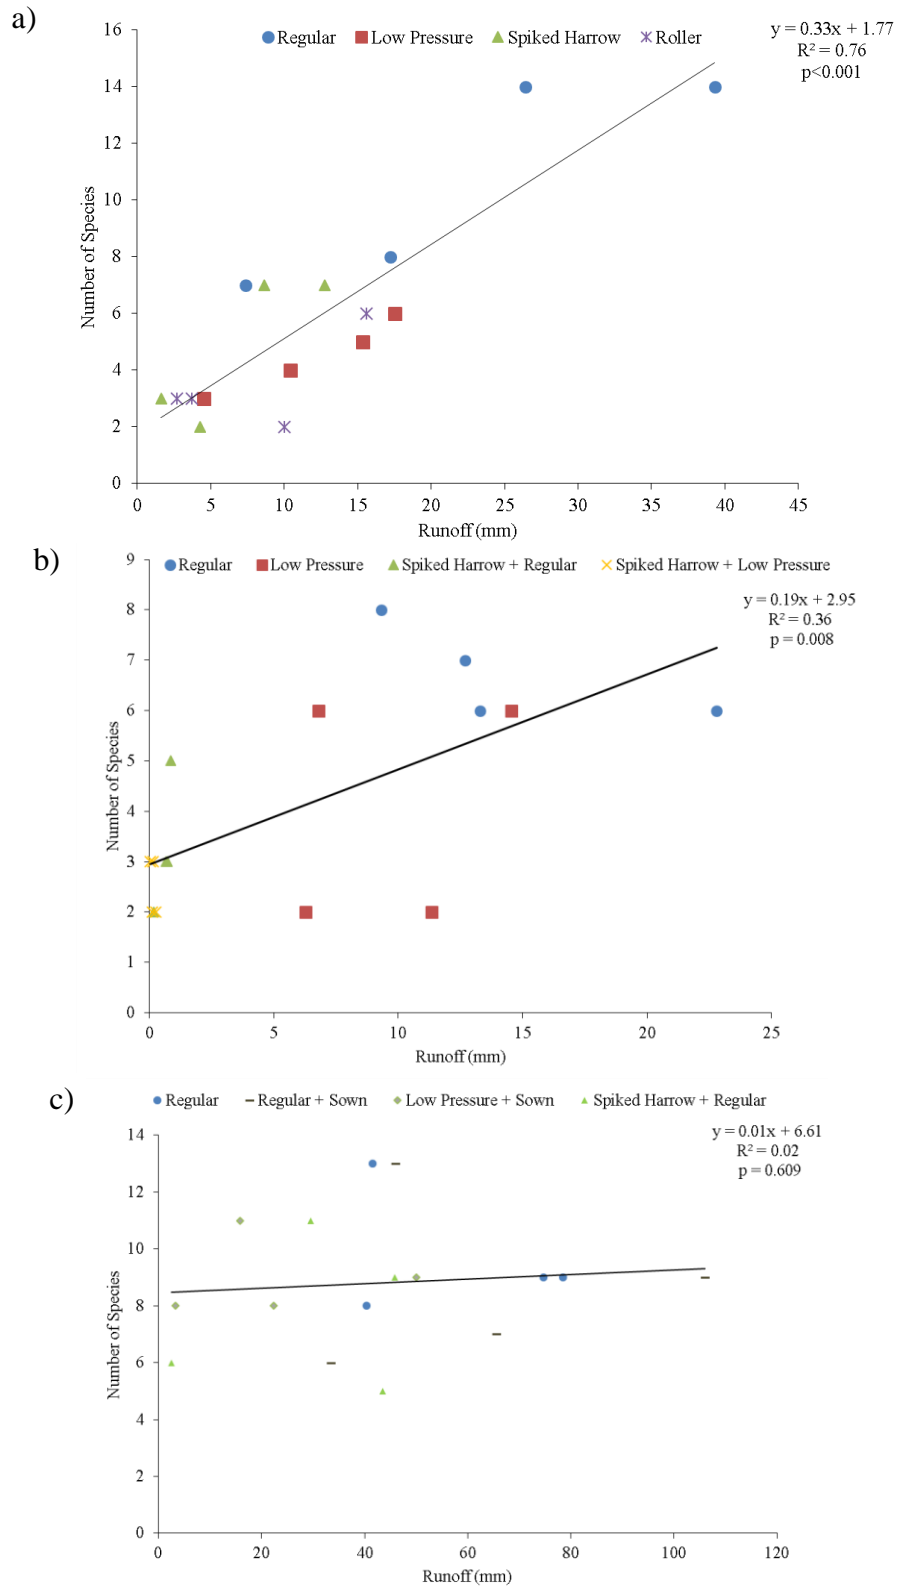 a)
Regular Low Pressure Spiked Harrow Roller
y = 0.33x + 1.77
R² = 0.76
p<0.001
16
14
12
10
8
6
4
2
0
Number of Species
0 5 10 15 20 25 30 35 40 45
Runoff (mm)
b)
Regular Low Pressure Spiked Harrow + Regular Spiked Harrow + Low Pressure
y = 0.19x + 2.95
R² = 0.36
p = 0.008
9
8
7
6
5
4
3
2
1
0
Number of Species
0 5 10 15 20 25
Runoff (mm)
c)
Regular Regular + Sown Low Pressure + Sown Spiked Harrow + Regular
y = 0.01x + 6.61
R² = 0.02
p = 0.609
14
12
10
8
6
4
2
0
Number of Species
0 20 40 60 80 100 120
Runoff (mm)